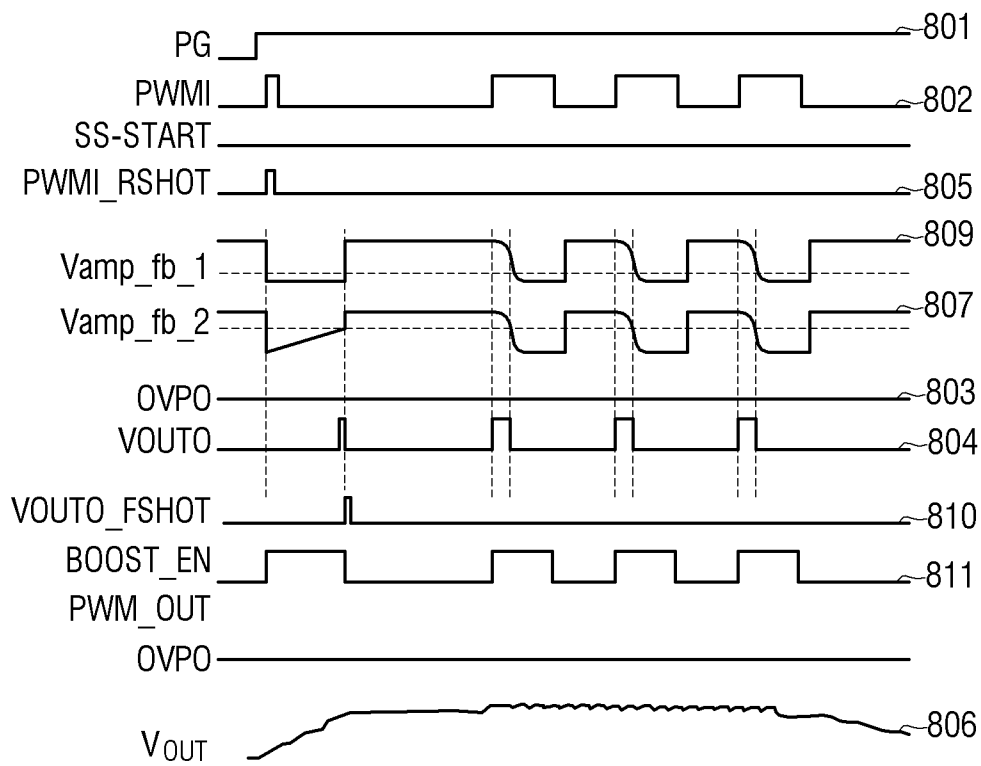 PG 801
PWMI 802
SS-START
PWMI_RSHOT 805
Vamp_fb_1 809
Vamp_fb_2 807
OVPO 803
VOUTO 804
VOUTO_FSHOT 810
BOOST_EN 811
PWM_OUT
OVPO
VOUT 806